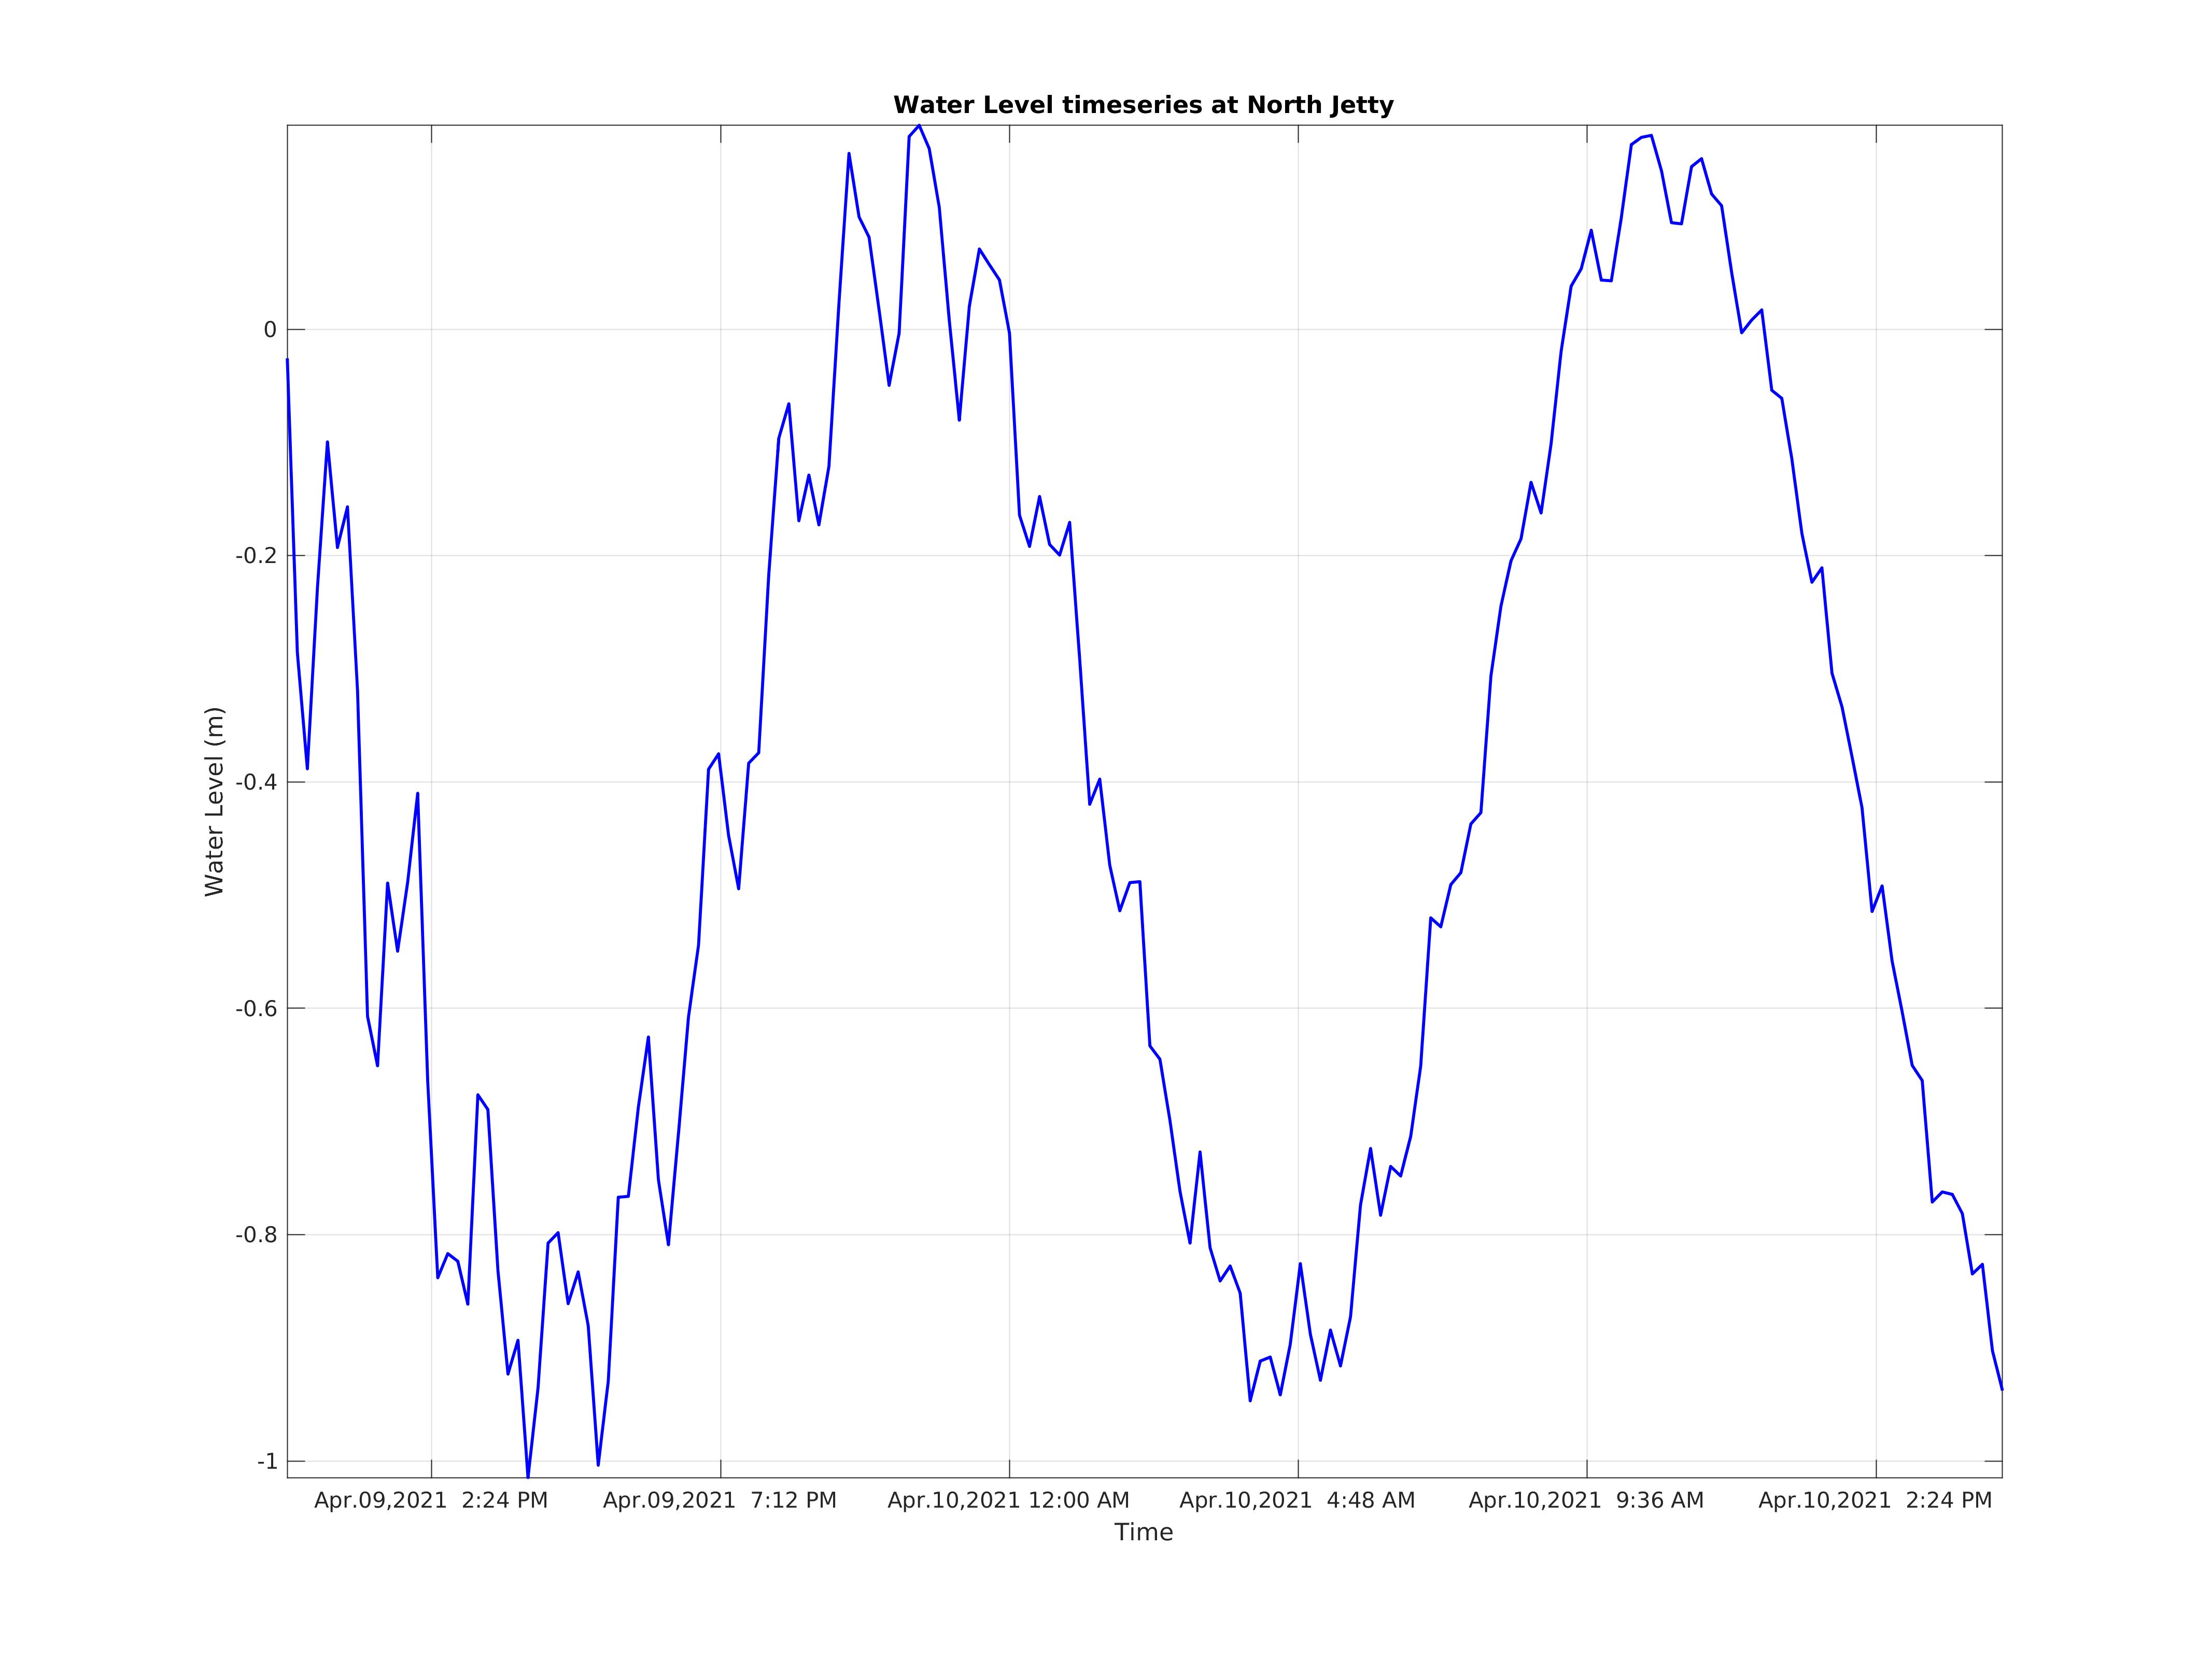 Water Level timeseries at North Jetty
0
-0.2
-0.4
-0.6
-0.8
-1
Water Level (m)
Apr.09,2021  2:24 PM
Apr.09,2021  7:12 PM
Apr.10,2021 12:00 AM
Apr.10,2021  4:48 AM
Apr.10,2021  9:36 AM
Apr.10,2021  2:24 PM
Time